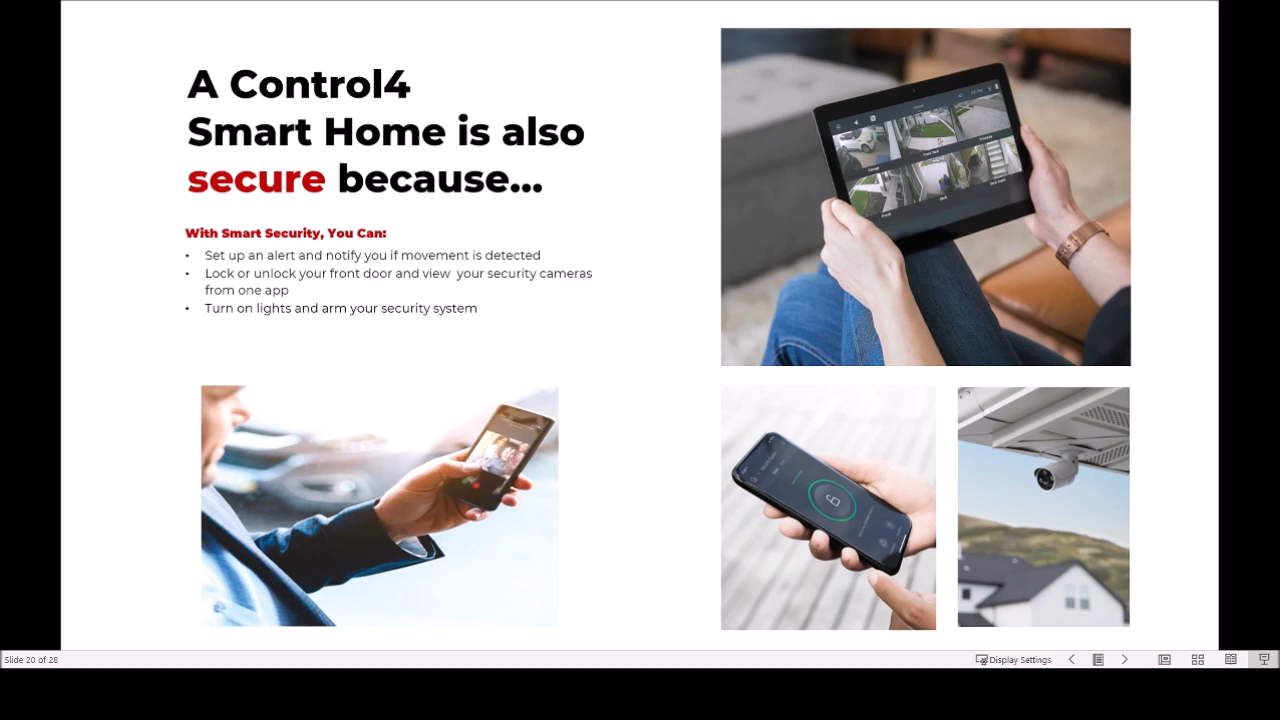 A Control4
Smart Home is also
secure because...
With Smart Security, You Can:
• Set up an alert and notify you if movement is detected
• Lock or unlock your front door and view  your security cameras
from one app
• Turn on lights and arm your security system
Slide 20 of 28
Display Settings